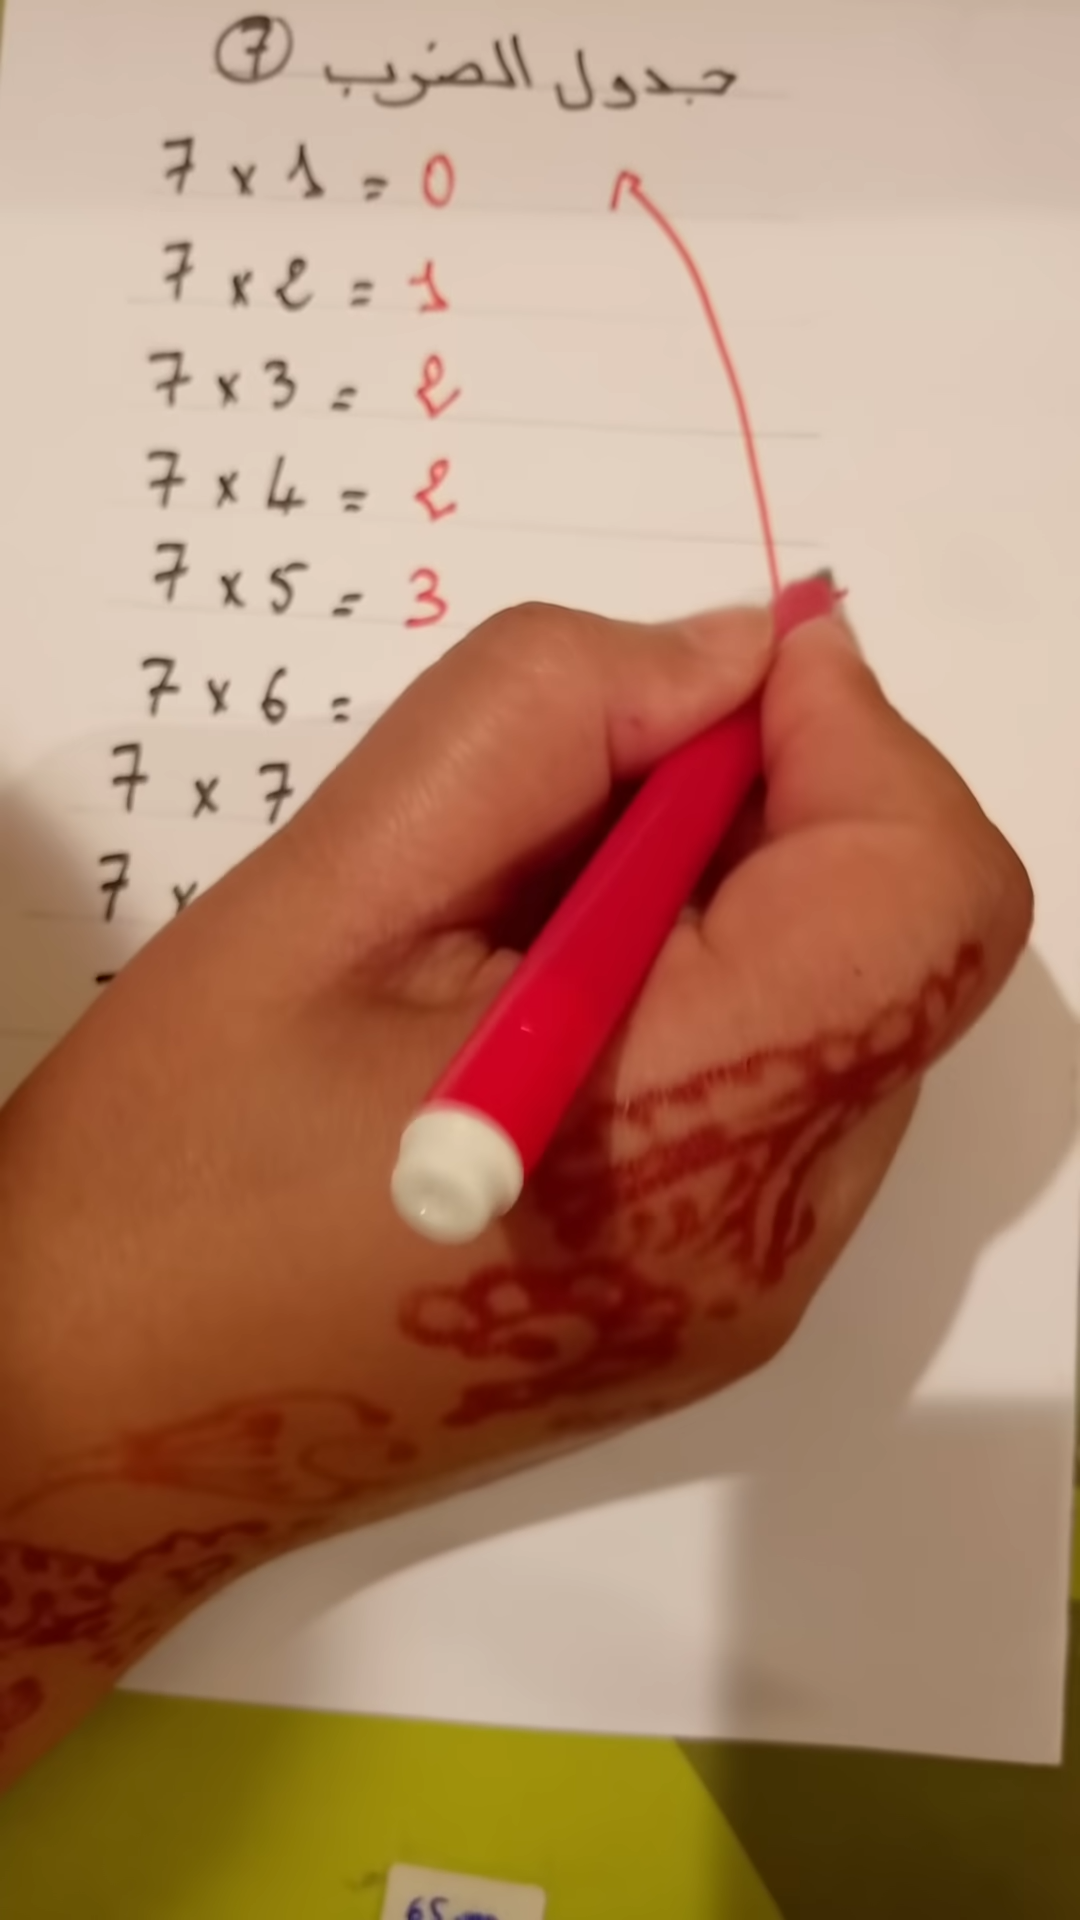 جدول الضرب 7
7 x 1 = 0
7 x 2 = 1
7 x 3 = 2
7 x 4 = 2
7 x 5 = 3
7 x 6 =
7 x 7
7 x
65